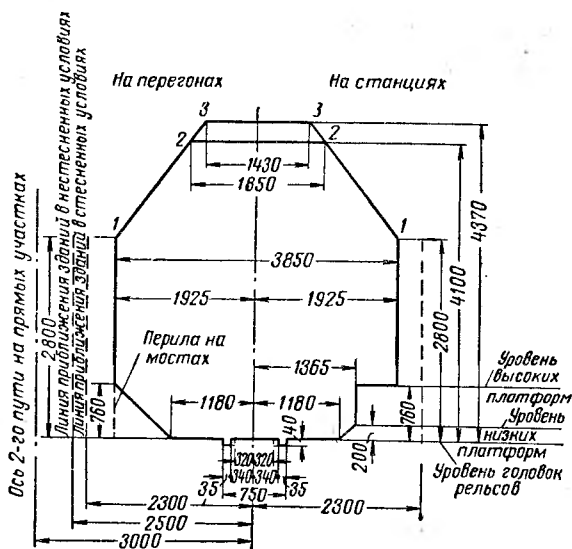 На перегонах
На станциях
Ось 2-го пути на прямых участках
Линия приближения зданий в нестесненных условиях
Линия приближения зданий в стесненных условиях
3
3
2
2
1430
1850
1
1
3850
1925
1925
2800
2800
4100
4370
Перила на
мостах
1365
760
1180
1180
40
760
200
Уровень
высоких
платформ
Уровень
низких
платформ
Уровень головок
рельсов
320
320
340
340
35
750
35
2300
2300
2500
3000